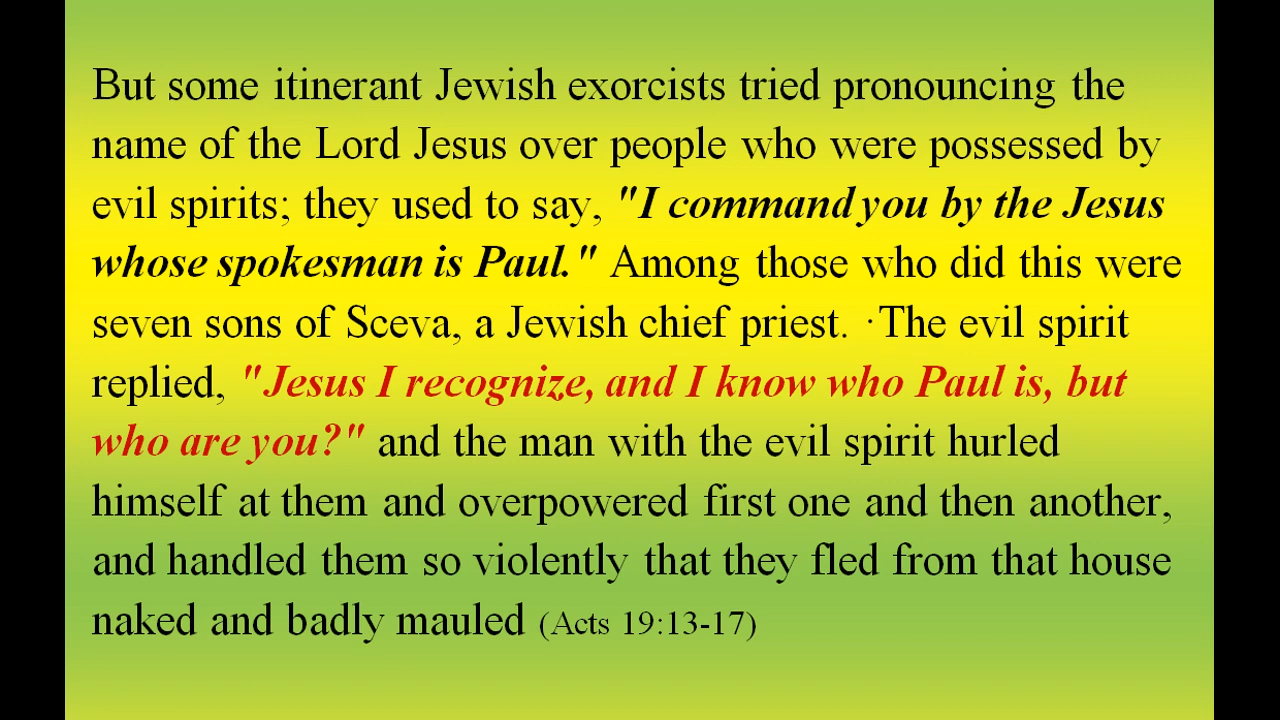 But some itinerant Jewish exorcists tried pronouncing the
name of the Lord Jesus over people who were possessed by
evil spirits; they used to say, "I command you by the Jesus
whose spokesman is Paul." Among those who did this were
seven sons of Sceva, a Jewish chief priest. ·The evil spirit
replied, "Jesus I recognize, and I know who Paul is, but
who are you?" and the man with the evil spirit hurled
himself at them and overpowered first one and then another,
and handled them so violently that they fled from that house
naked and badly mauled (Acts 19:13-17)